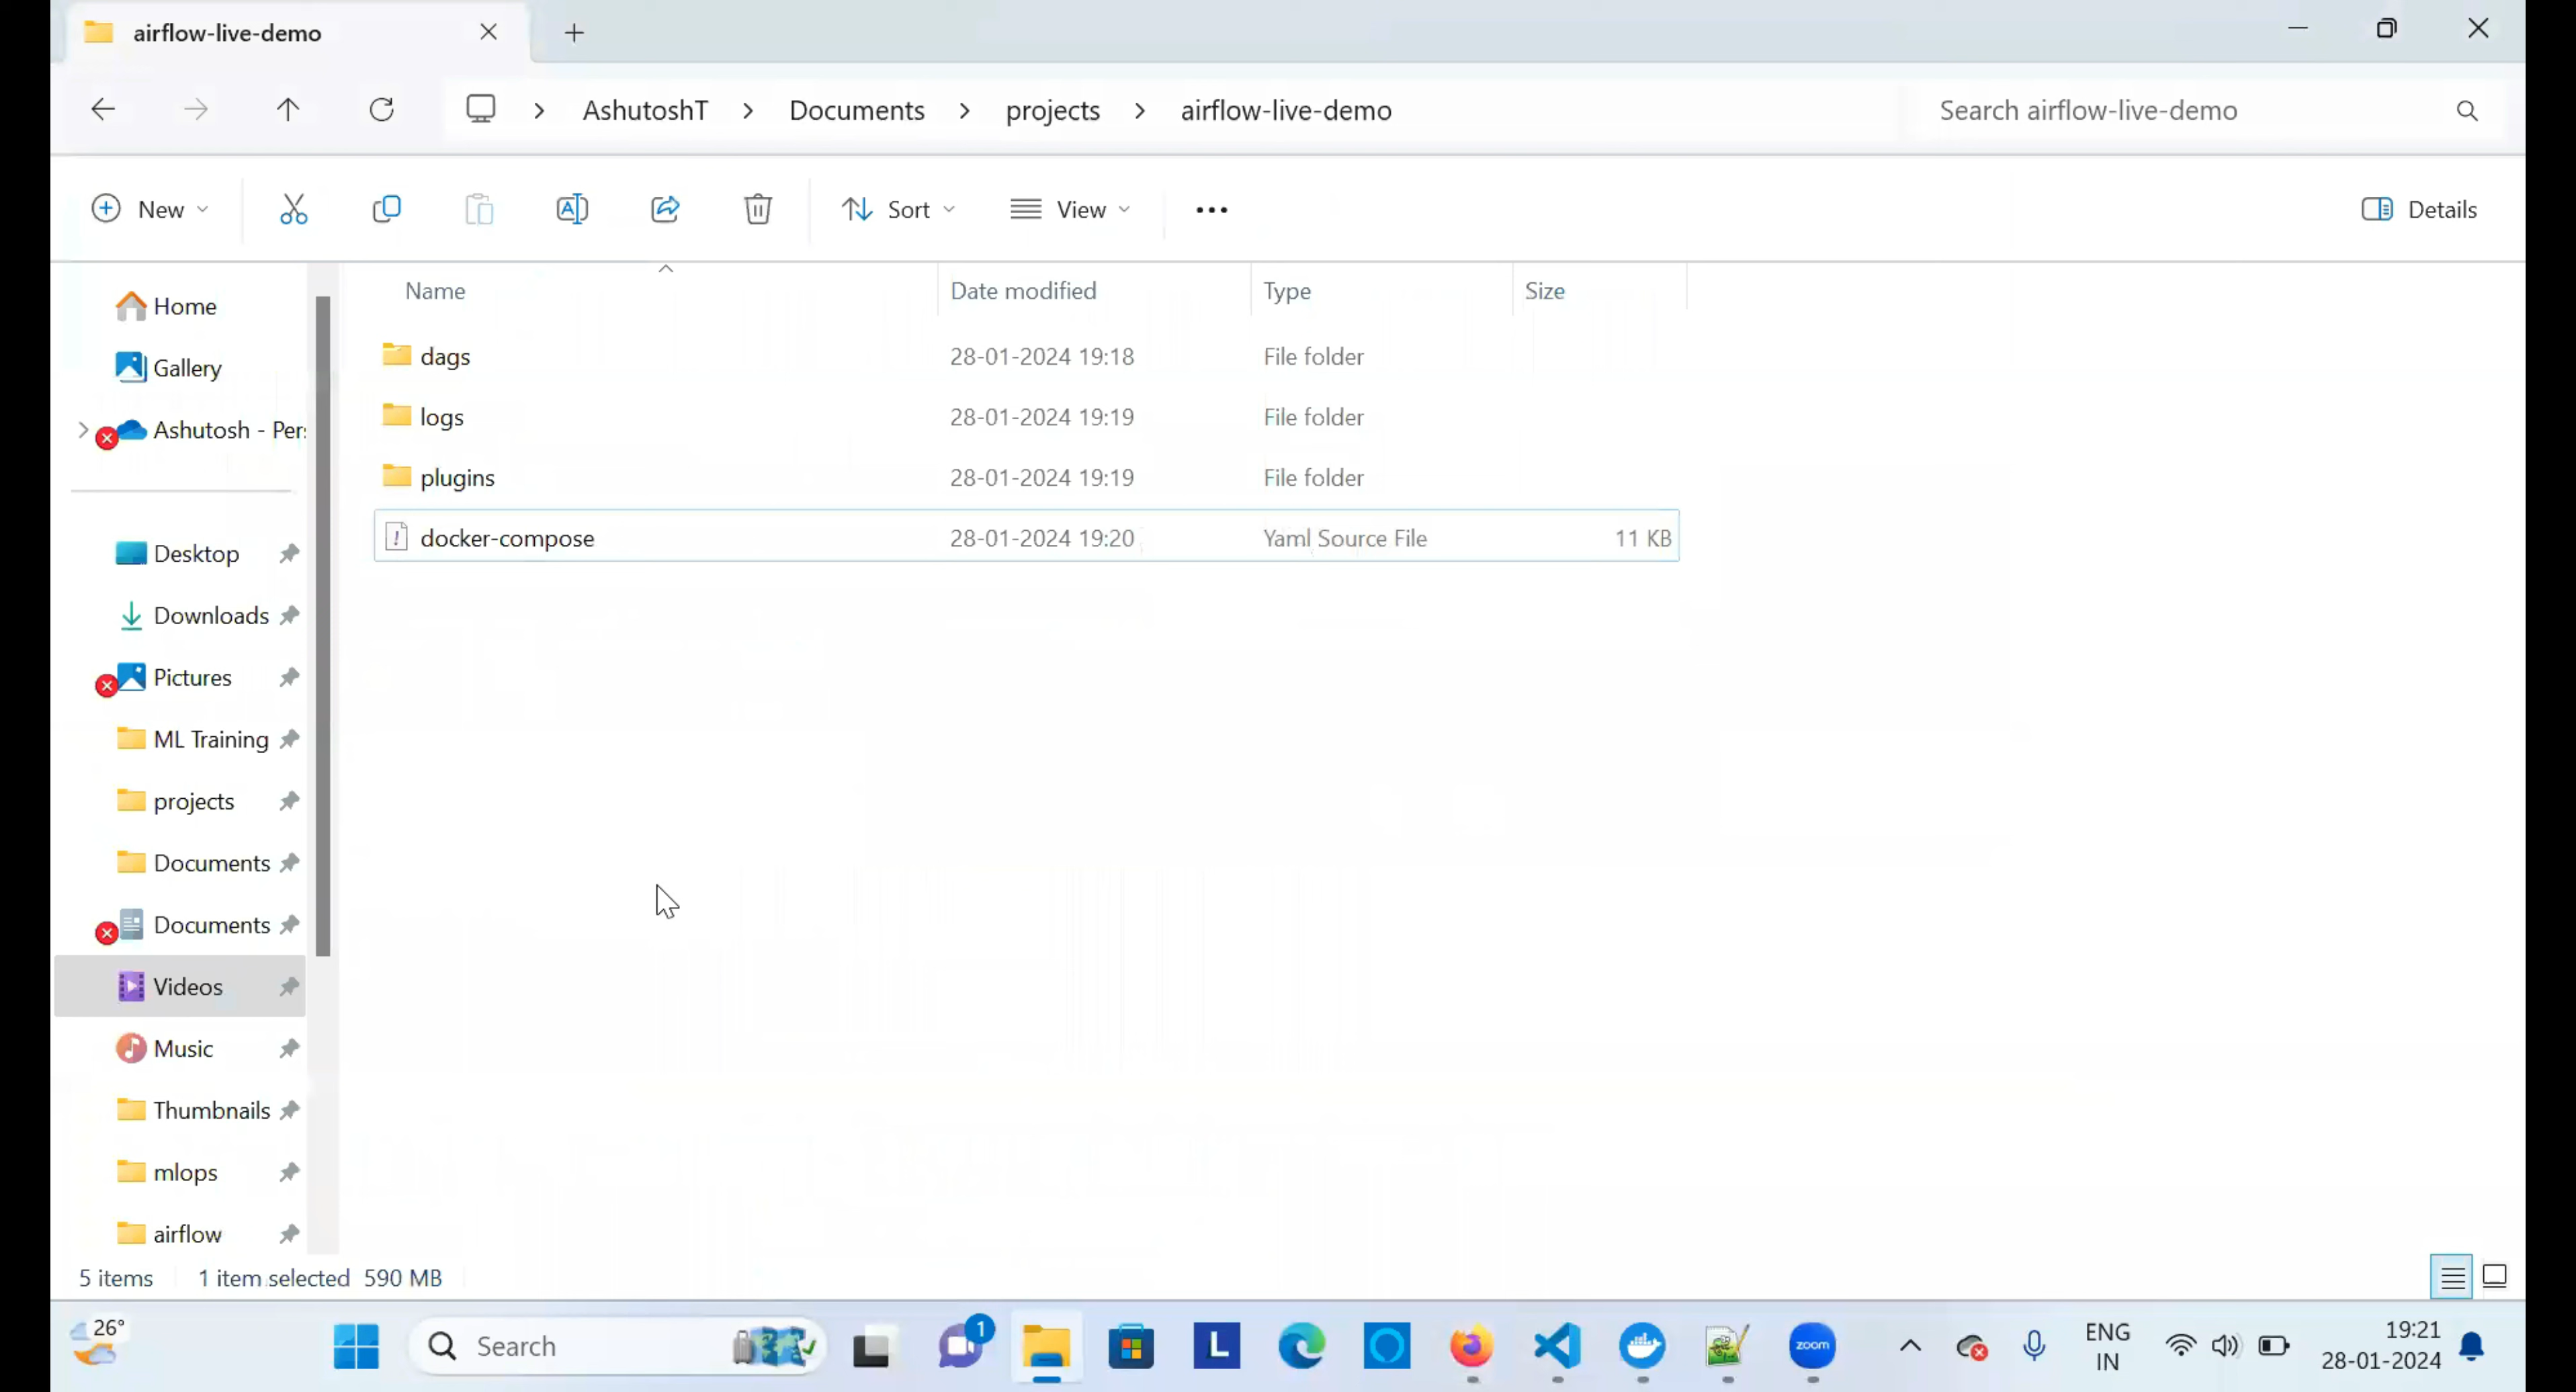 airflow-live-demo
AshutoshT > Documents > projects > airflow-live-demo
Search airflow-live-demo
New
Sort
View
Details
Name Date modified Type Size
Home
Gallery
Ashutosh - Pers
Desktop
Downloads
Pictures
ML Training
projects
Documents
Documents
Videos
Music
Thumbnails
mlops
airflow
dags 28-01-2024 19:18 File folder
logs 28-01-2024 19:19 File folder
plugins 28-01-2024 19:19 File folder
docker-compose 28-01-2024 19:20 Yaml Source File 11 KB
5 items 1 item selected 590 MB
26°
Search
1
L
zoom
ENG
IN
19:21
28-01-2024